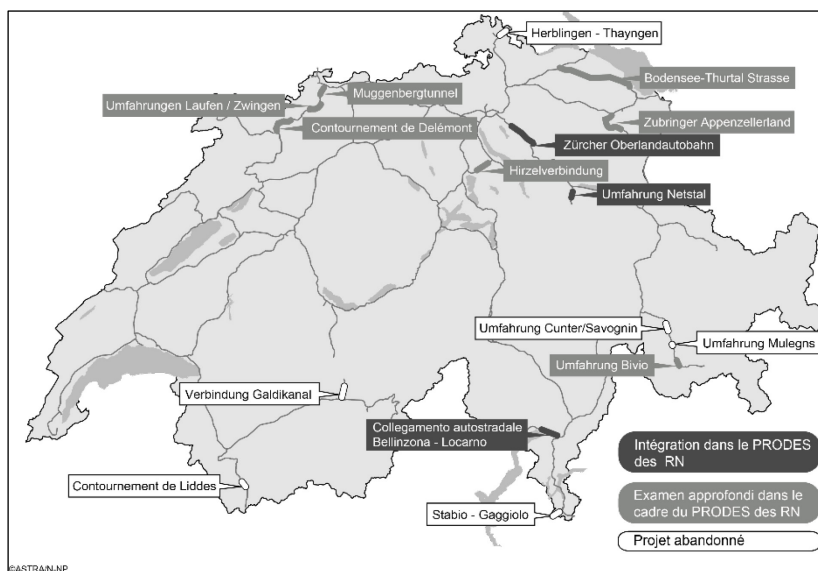 Herblingen - Thayngen
Bodensee-Thurtal Strasse
Muggenbergtunnel
Umfahrungen Laufen / Zwingen
Contournement de Delémont
Zubringer Appenzellerland
Zürcher Oberlandautobahn
Hirzelverbindung
Umfahrung Netstal
Umfahrung Cunter/Savognin
Umfahrung Mulegns
Umfahrung Bivio
Verbindung Galdikanal
Collegamento autostradale
Bellinzona - Locarno
Contournement de Liddes
Stabio - Gaggiolo
Intégration dans le PRODES
des RN
Examen approfondi dans le
cadre du PRODES des RN
Projet abandonné
©ASTRA/N-NP